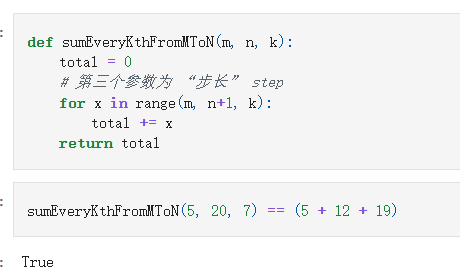 :
def sumEveryKthFromMToN(m, n, k):
    total = 0
    # 第三个参数为 “步长” step
    for x in range(m, n+1, k):
        total += x
    return total
:
sumEveryKthFromMToN(5, 20, 7) == (5 + 12 + 19)
: True